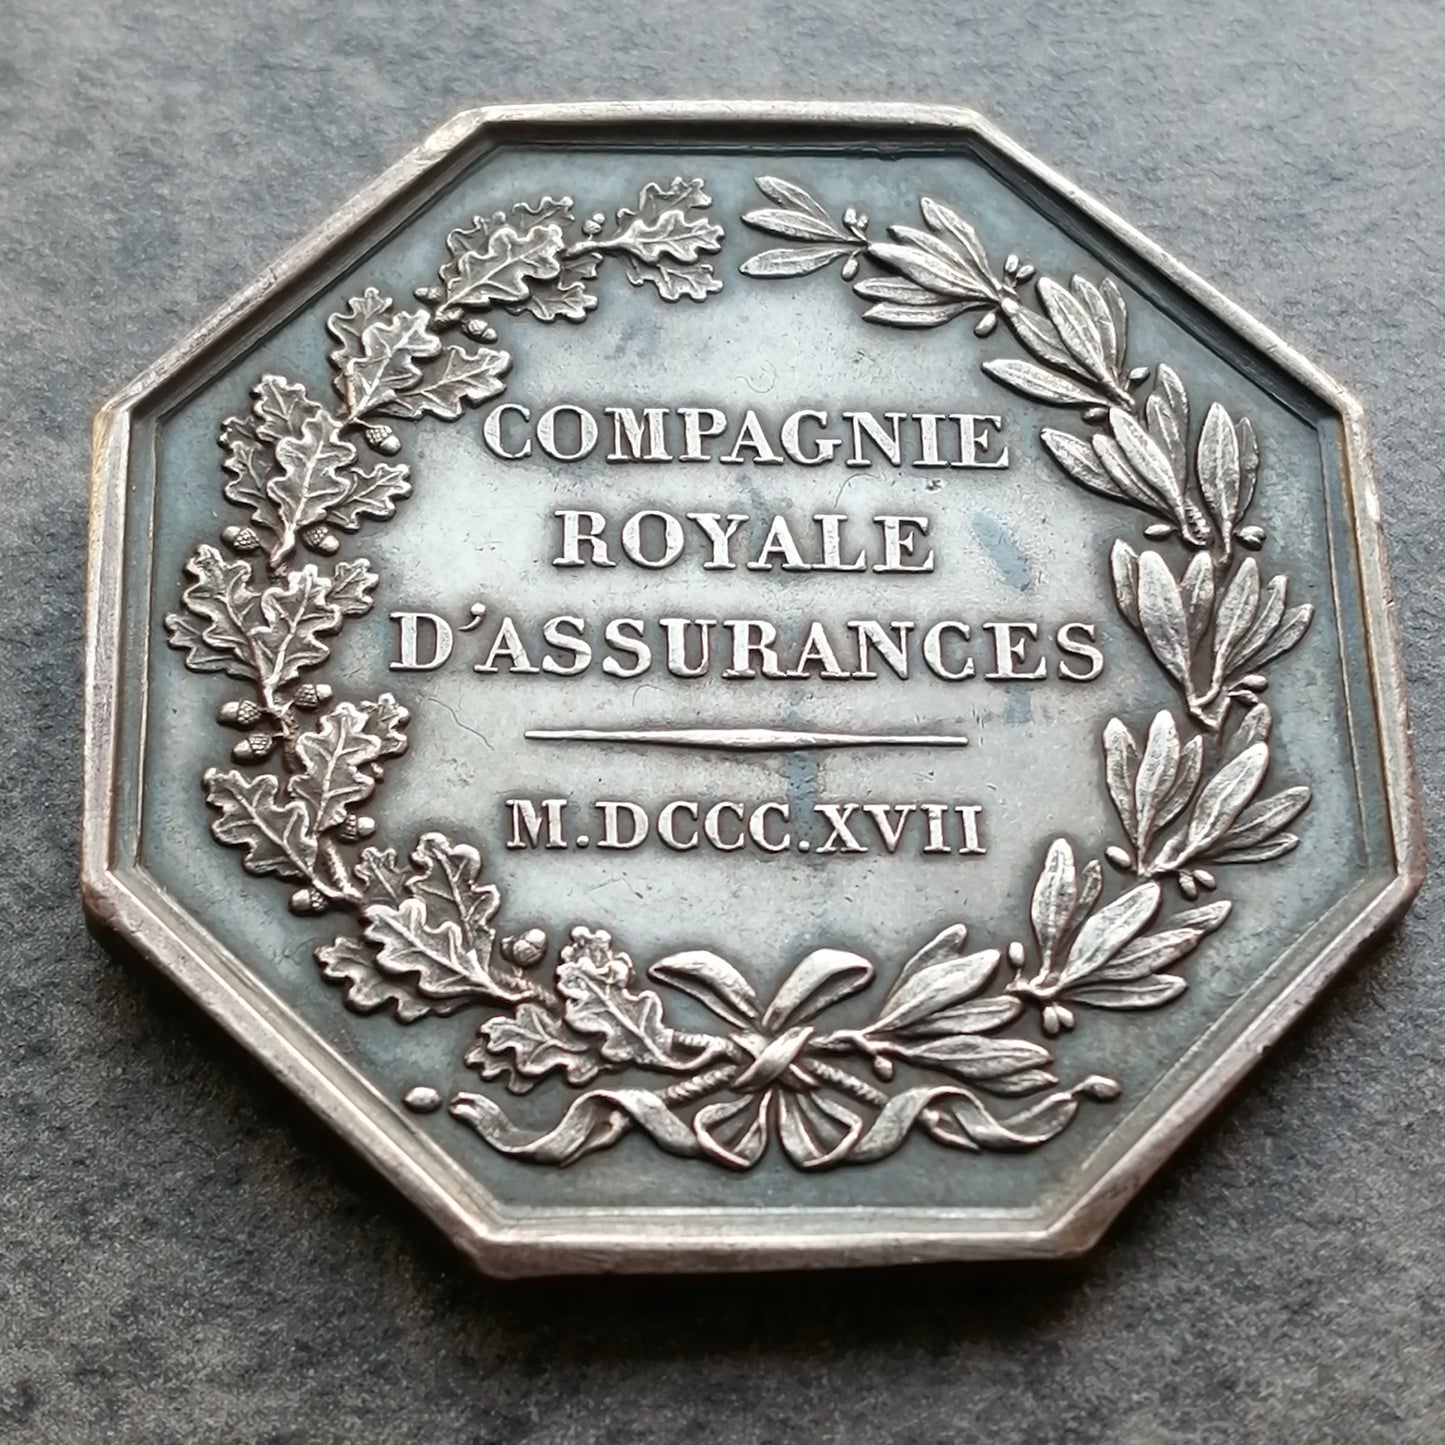 COMPAGNIE
ROYALE
D'ASSURANCES
M.DCCC.XVII